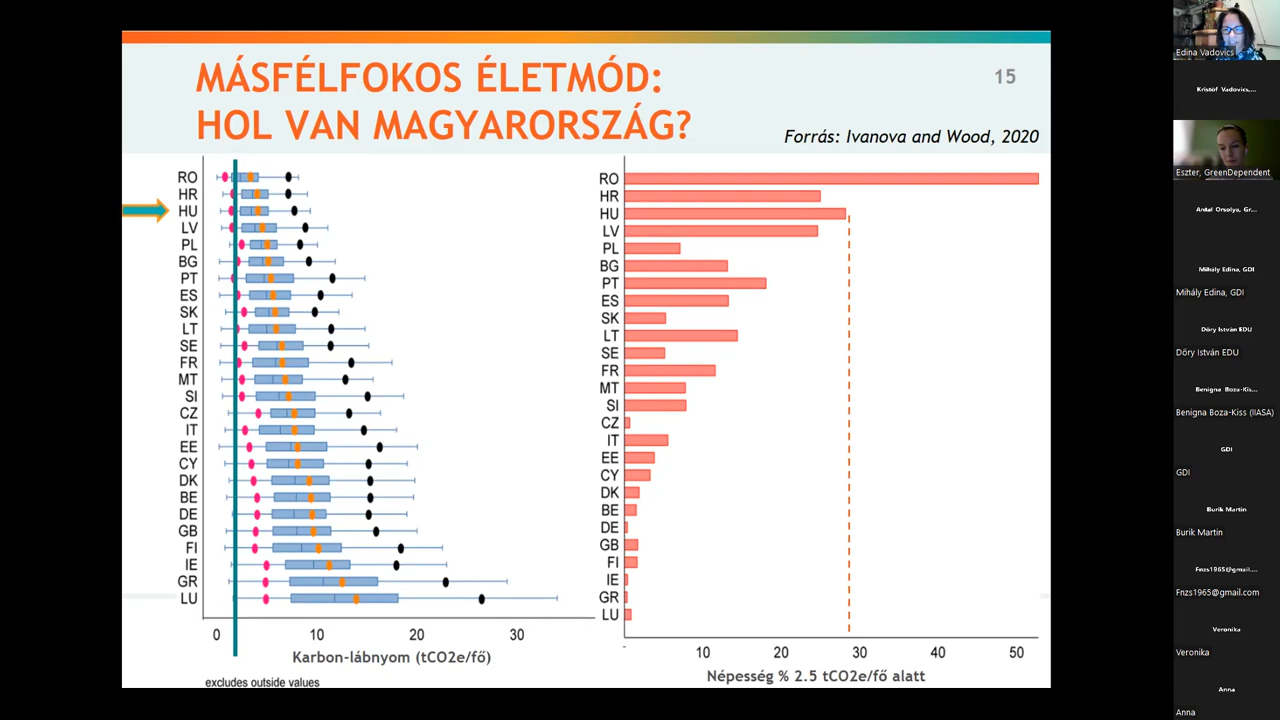 MÁSFÉLFOKOS ÉLETMÓD:
HOL VAN MAGYARORSZÁG?
15
Forrás: Ivanova and Wood, 2020
RO
HR
HU
LV
PL
BG
PT
ES
SK
LT
SE
FR
MT
SI
CZ
IT
EE
CY
DK
BE
DE
GB
FI
IE
GR
LU
0 10 20 30
Karbon-lábnyom (tCO2e/fő)
excludes outside values
RO
HR
HU
LV
PL
BG
PT
ES
SK
LT
SE
FR
MT
SI
CZ
IT
EE
CY
DK
BE
DE
GB
FI
IE
GR
LU
- 10 20 30 40 50
Népesség % 2.5 tCO2e/fő alatt
Edina Vadovics
Kristóf Vadovics,...
Eszter, GreenDependent
Antal Orsolya, Gr...
Mihály Edina, GDI
Mihály Edina, GDI
Dőry István EDU
Dőry István EDU
Benigna Boza-Kis...
Benigna Boza-Kiss (IIASA)
GDI
GDI
Burik Martin
Burik Martin
Fnzs1965@gmail....
Fnzs1965@gmail.com
Veronika
Veronika
Anna
Anna